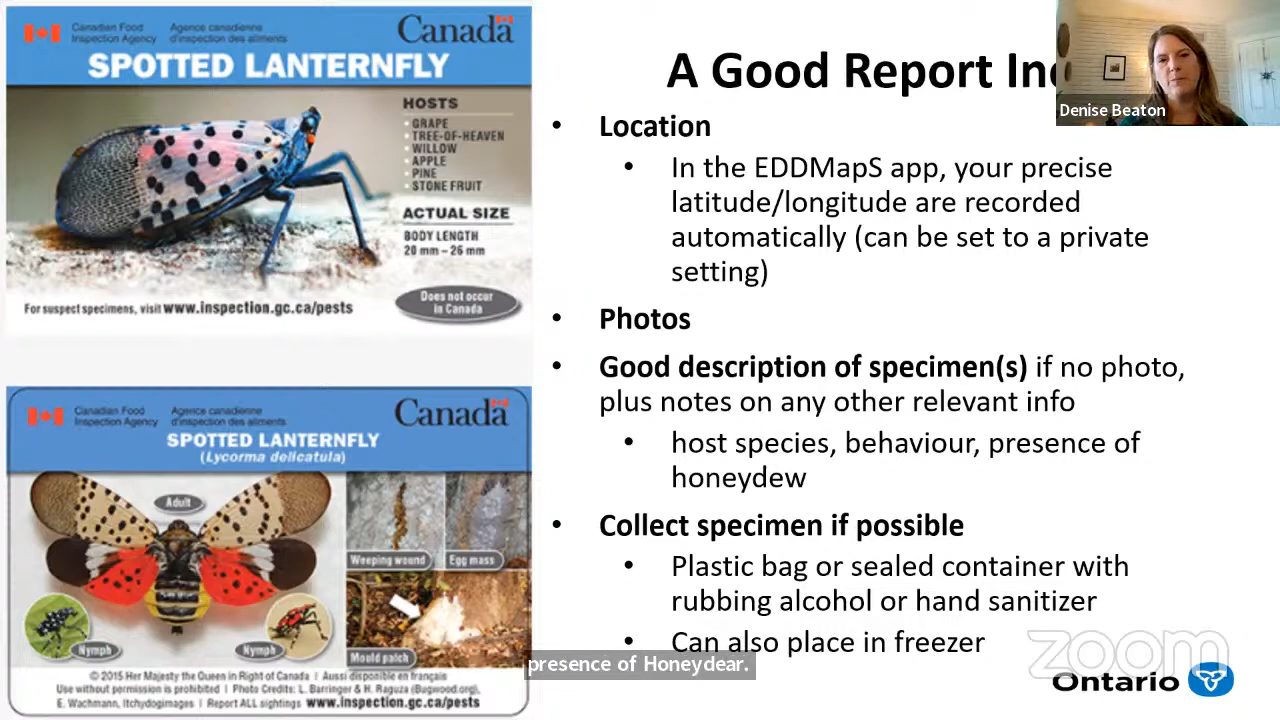 Canadian Food
Inspection Agency
Agence canadienne
d'inspection des aliments
Canada
SPOTTED LANTERNFLY
HOSTS
• GRAPE
• TREE-OF-HEAVEN
• WILLOW
• APPLE
• PINE
• STONE FRUIT
ACTUAL SIZE
BODY LENGTH
20 mm – 26 mm
For suspect specimens, visit www.inspection.gc.ca/pests
Does not occur
in Canada
Canadian Food
Inspection Agency
Agence canadienne
d'inspection des aliments
Canada
SPOTTED LANTERNFLY
(Lycorma delicatula)
Adult
Nymph
Nymph
Weeping wound
Egg mass
Mould patch
© 2015 Her Majesty the Queen in Right of Canada | Aussi disponible en français
Use without permission is prohibited | Photo Credits: L. Barringer & H. Raguza (Bugwood.org),
E. Wachmann, Itchydogimages | Report ALL sightings www.inspection.gc.ca/pests
A Good Report Inc
Denise Beaton
• Location
• In the EDDMapS app, your precise
latitude/longitude are recorded
automatically (can be set to a private
setting)
• Photos
• Good description of specimen(s) if no photo,
plus notes on any other relevant info
• host species, behaviour, presence of
honeydew
• Collect specimen if possible
• Plastic bag or sealed container with
rubbing alcohol or hand sanitizer
• Can also place in freezer
presence of Honeydear.
zoom
Ontario